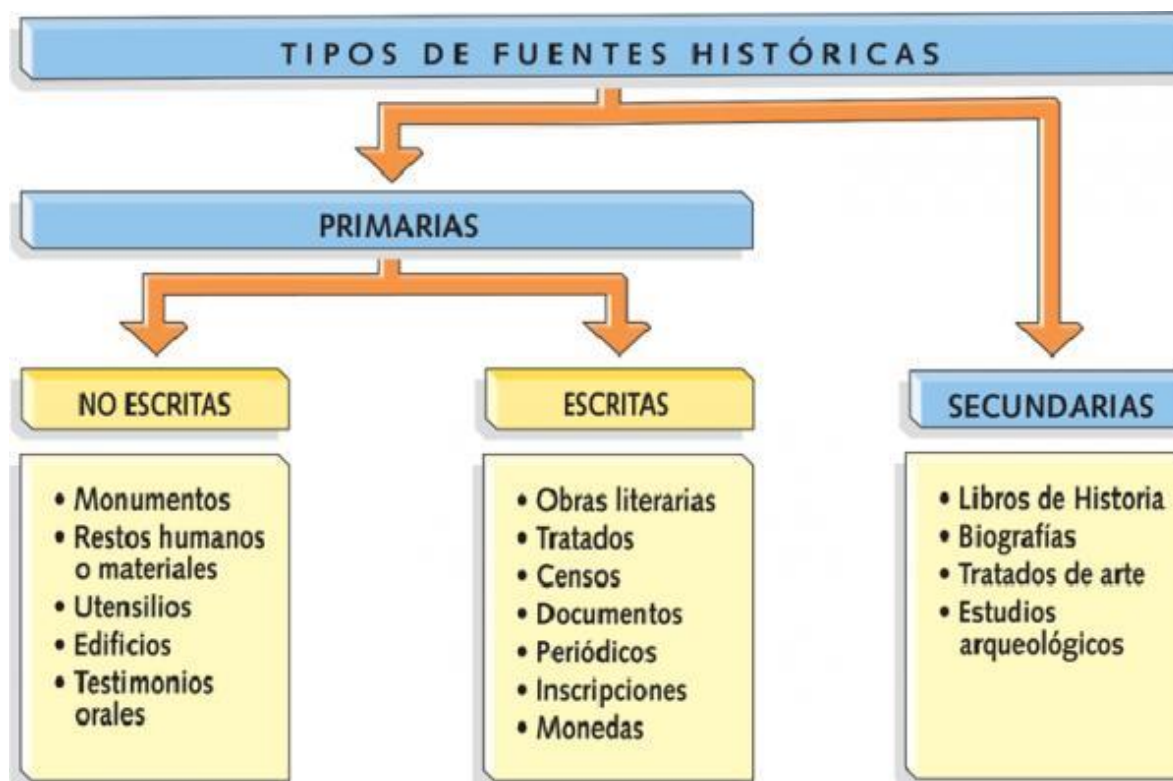 TIPOS DE FUENTES HISTÓRICAS
PRIMARIAS
NO ESCRITAS
• Monumentos
• Restos humanos
o materiales
• Utensilios
• Edificios
• Testimonios
orales
ESCRITAS
• Obras literarias
• Tratados
• Censos
• Documentos
• Periódicos
• Inscripciones
• Monedas
SECUNDARIAS
• Libros de Historia
• Biografías
• Tratados de arte
• Estudios
arqueológicos